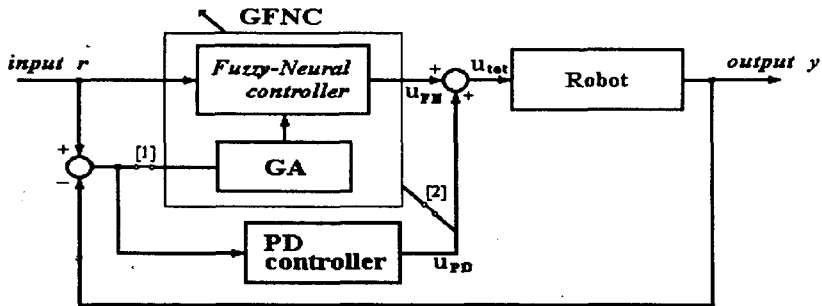 GFNC
input r
Fuzzy-Neural
controller
+
u_FN
+
u_tot
Robot
output y
+
−
[1]
GA
[2]
PD
controller
u_PD